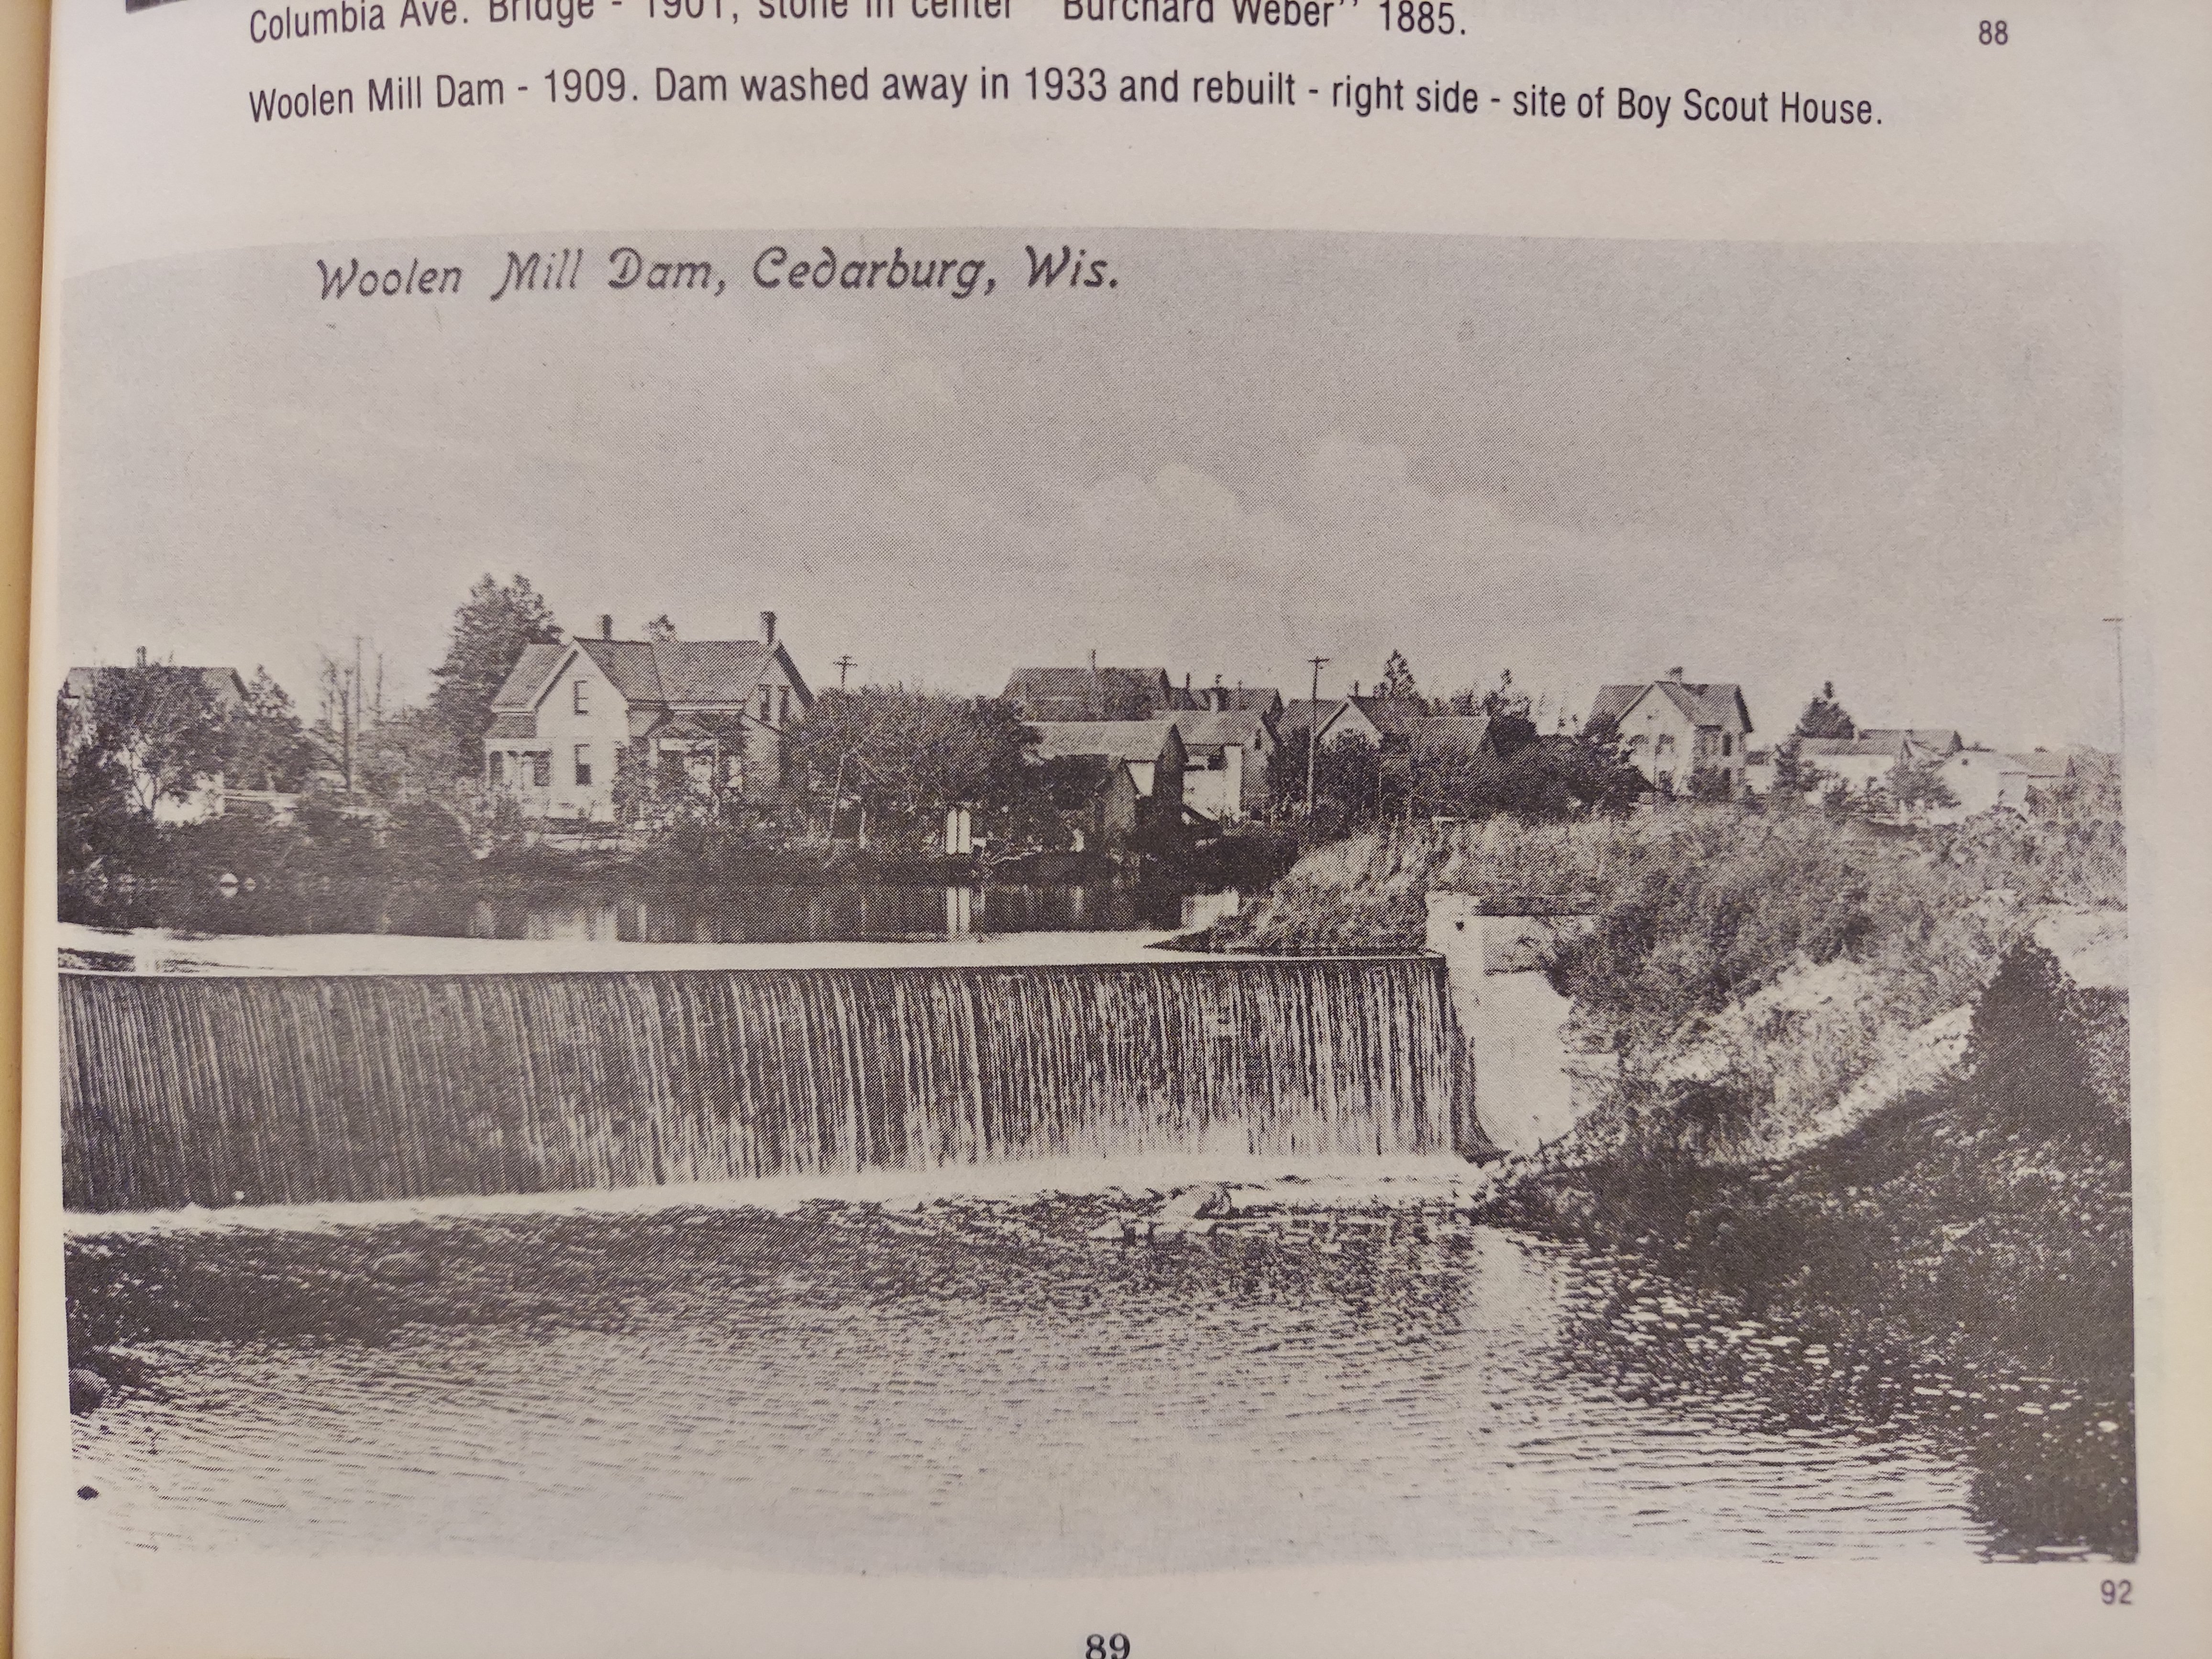 Columbia Ave. Bridge - 1901, stone in center "Burchard Weber", 1885.
88
Woolen Mill Dam - 1909. Dam washed away in 1933 and rebuilt - right side - site of Boy Scout House.
Woolen Mill Dam, Cedarburg, Wis.
92
89